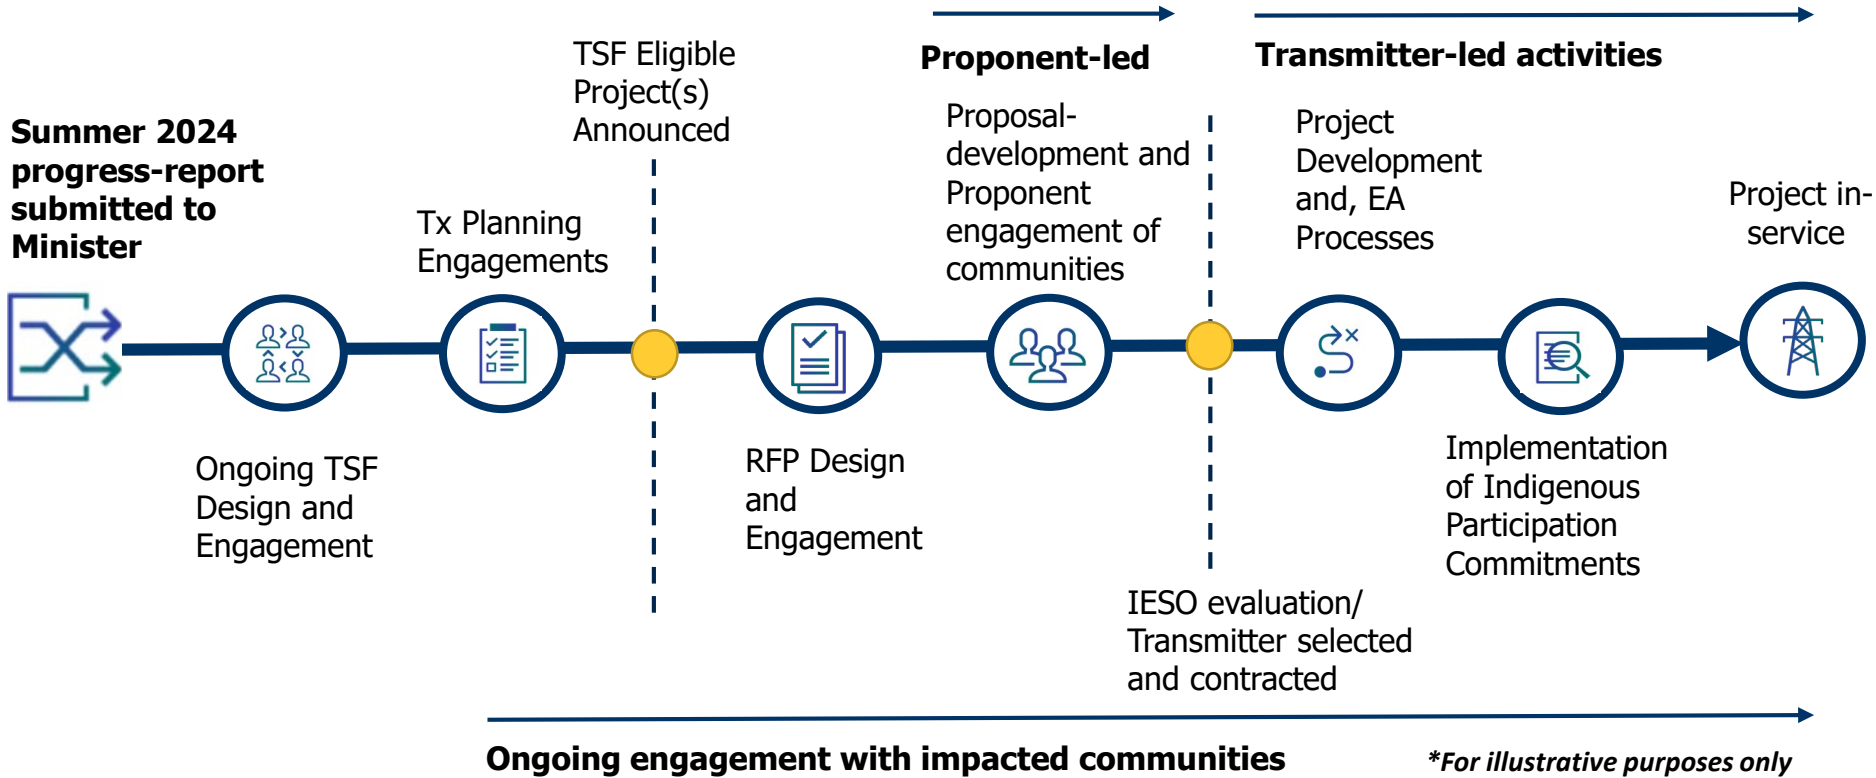 Summer 2024
progress-report
submitted to
Minister
Ongoing TSF
Design and
Engagement
Tx Planning
Engagements
TSF Eligible
Project(s)
Announced
RFP Design
and
Engagement
Proponent-led
Proposal-
development and
Proponent
engagement of
communities
IESO evaluation/
Transmitter selected
and contracted
Transmitter-led activities
Project
Development
and, EA
Processes
Implementation
of Indigenous
Participation
Commitments
Project in-
service
Ongoing engagement with impacted communities
*For illustrative purposes only